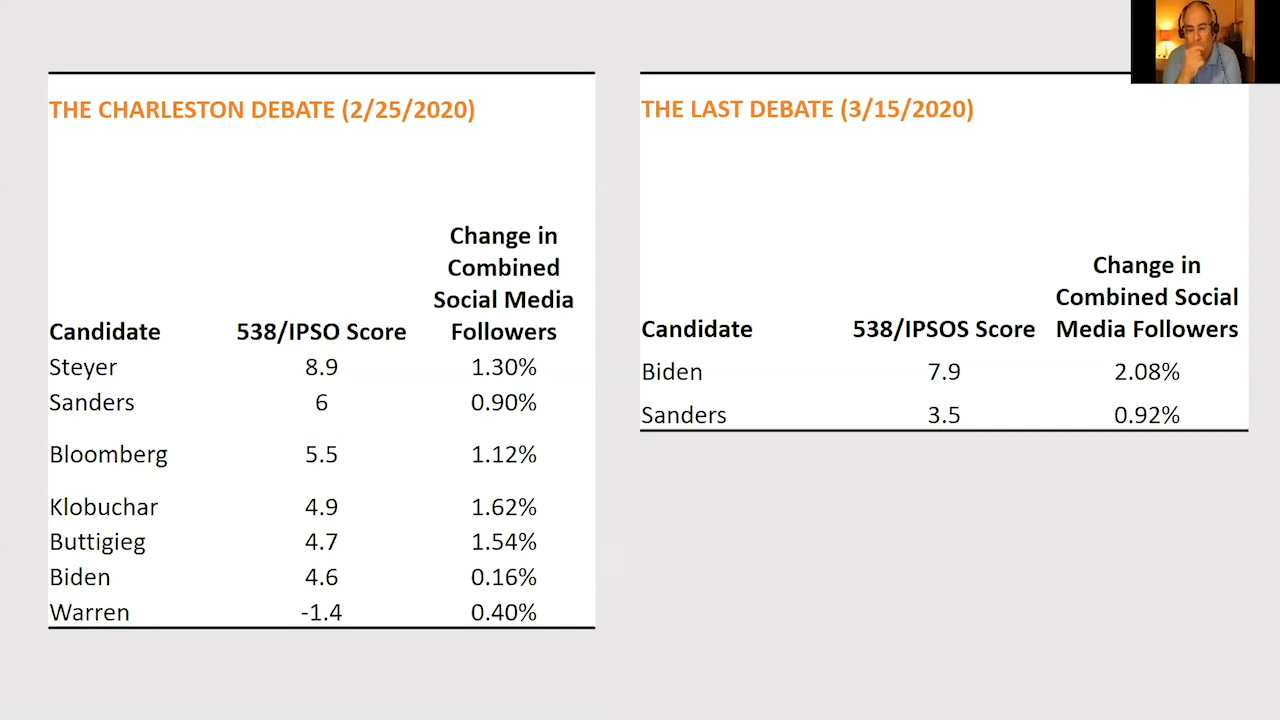 THE CHARLESTON DEBATE (2/25/2020)
Change in
Combined
Social Media
Candidate 538/IPSO Score Followers
Steyer 8.9 1.30%
Sanders 6 0.90%
Bloomberg 5.5 1.12%
Klobuchar 4.9 1.62%
Buttigieg 4.7 1.54%
Biden 4.6 0.16%
Warren -1.4 0.40%
THE LAST DEBATE (3/15/2020)
Change in
Combined Social
Candidate 538/IPSOS Score Media Followers
Biden 7.9 2.08%
Sanders 3.5 0.92%